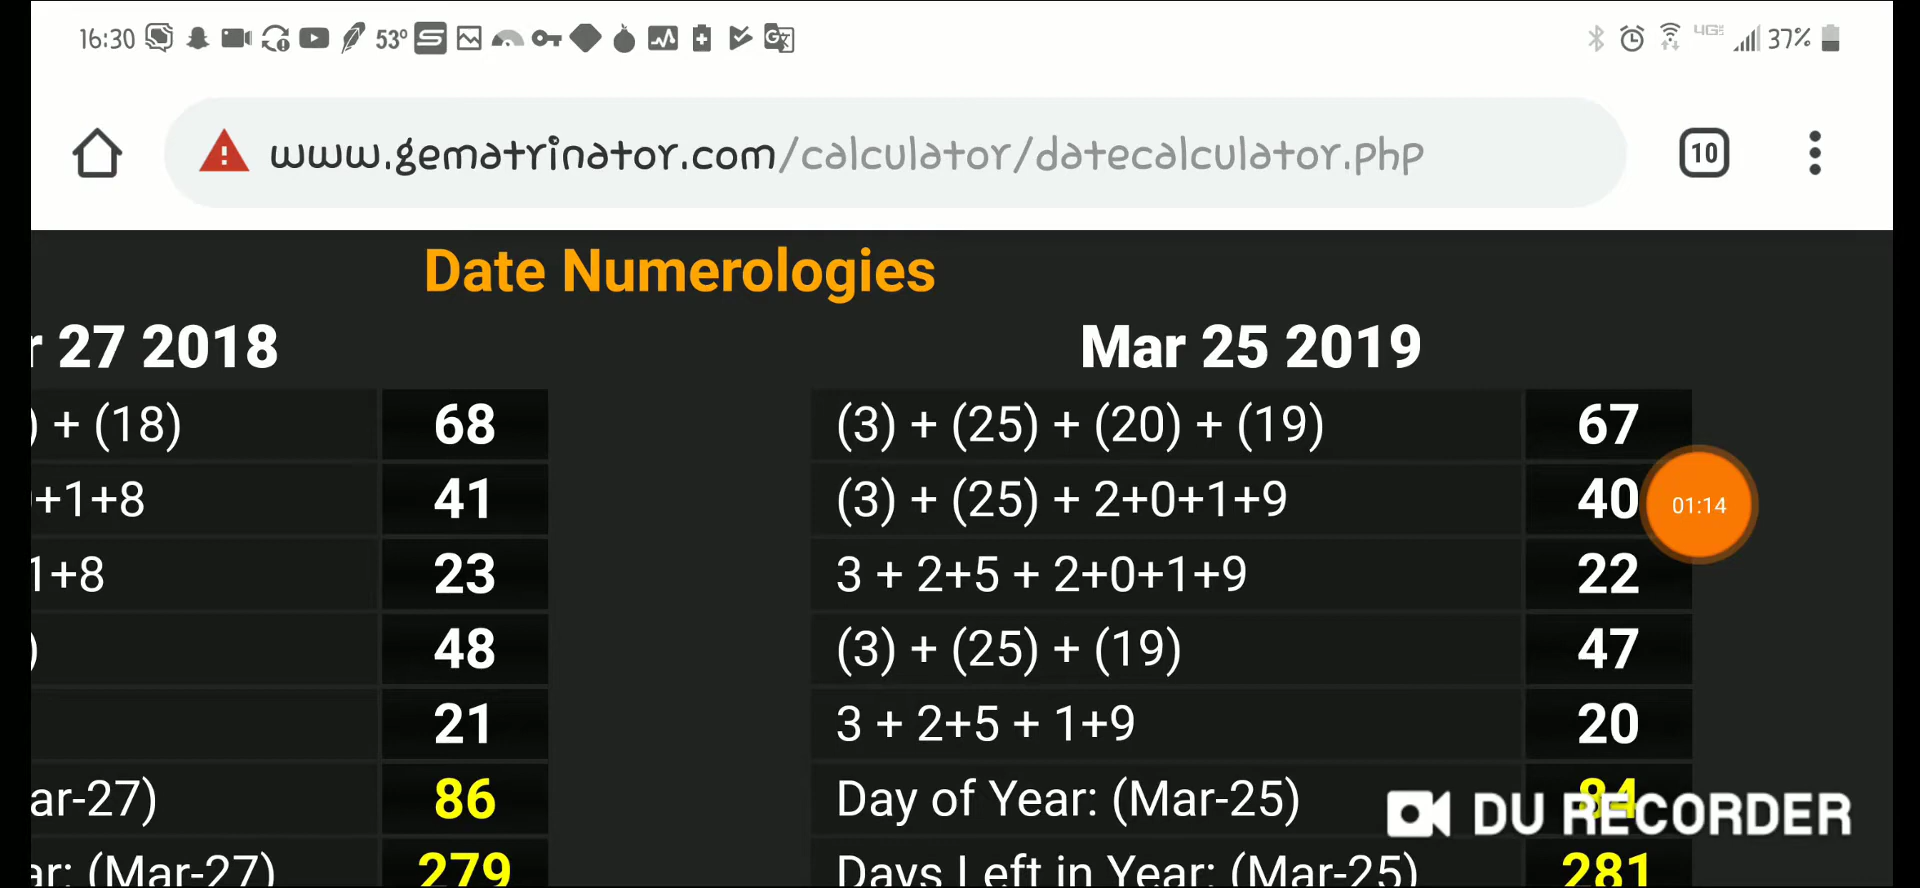 16:30 53° 4G 37%
www.gematrinator.com/calculator/datecalculator.php 10
Date Numerologies
r 27 2018 Mar 25 2019
) + (18) 68 (3) + (25) + (20) + (19) 67
+1+8 41 (3) + (25) + 2+0+1+9 40 01:14
1+8 23 3 + 2+5 + 2+0+1+9 22
) 48 (3) + (25) + (19) 47
21 3 + 2+5 + 1+9 20
ar-27) 86 Day of Year: (Mar-25) 84
DU RECORDER
ar: (Mar-27) 279 Days Left in Year: (Mar-25) 281